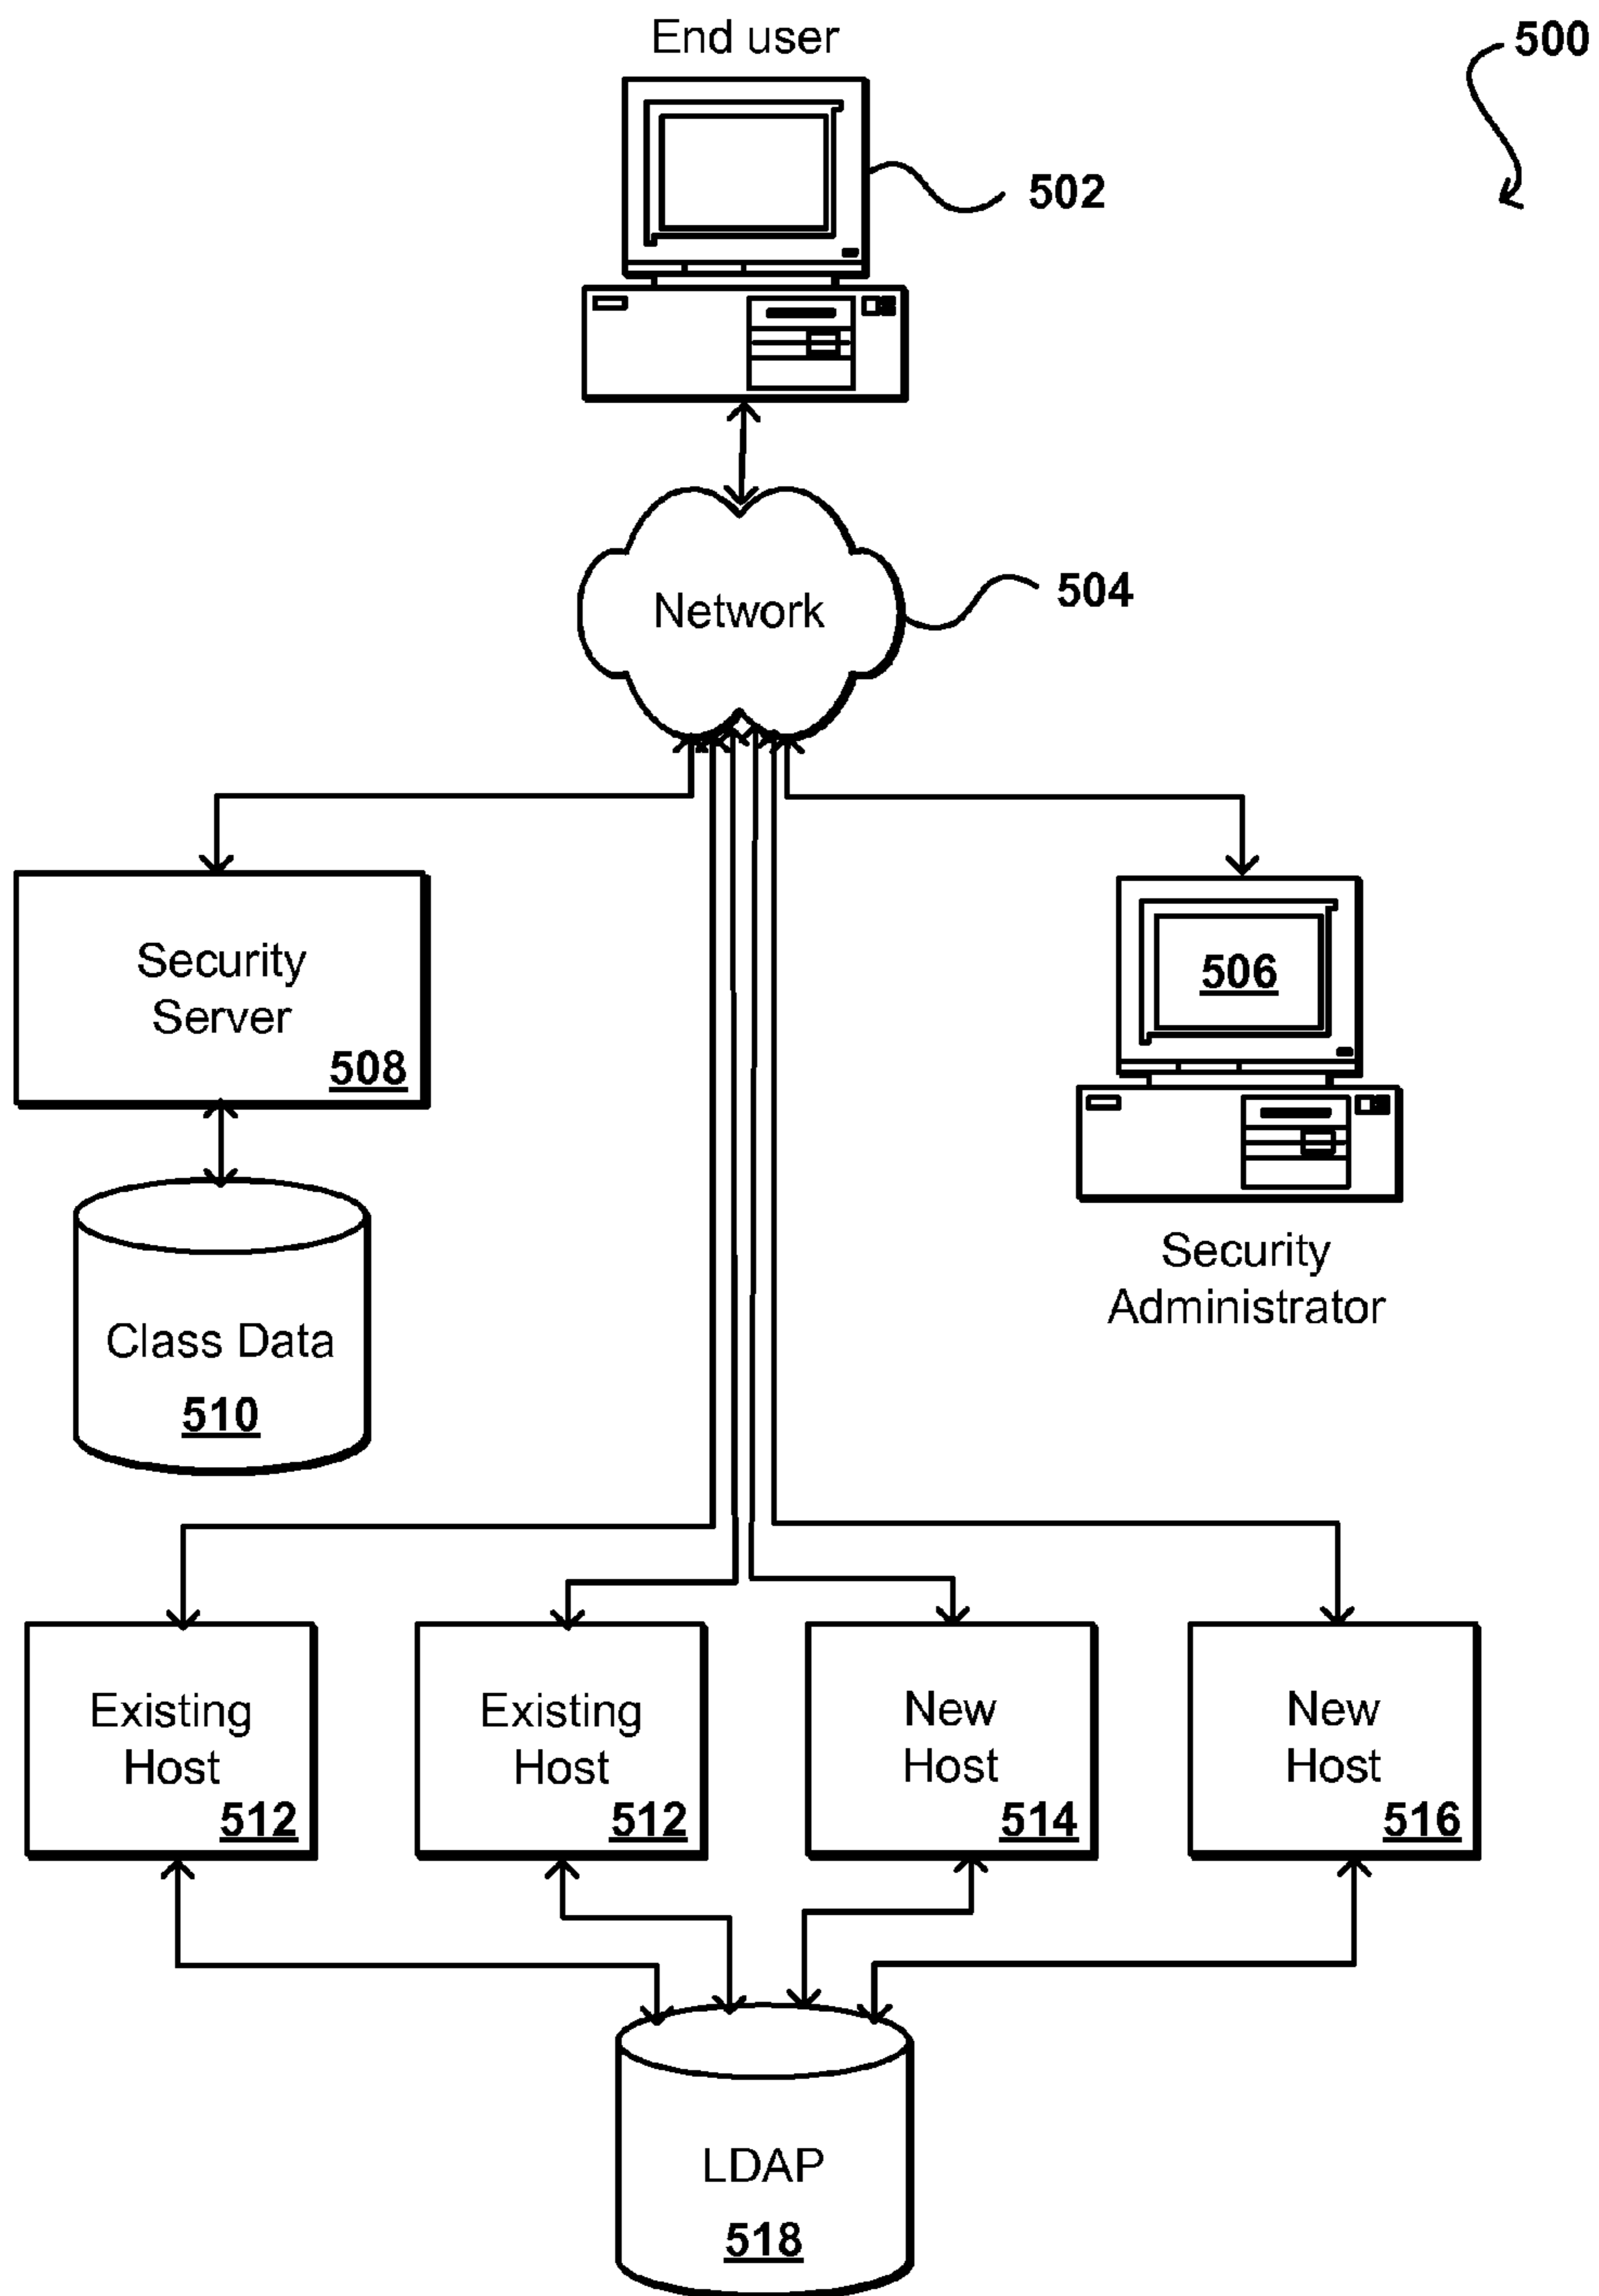 End user
500
502
Network
504
Security
Server
508
506
Security
Administrator
Class Data
510
Existing
Host
512
Existing
Host
512
New
Host
514
New
Host
516
LDAP
518